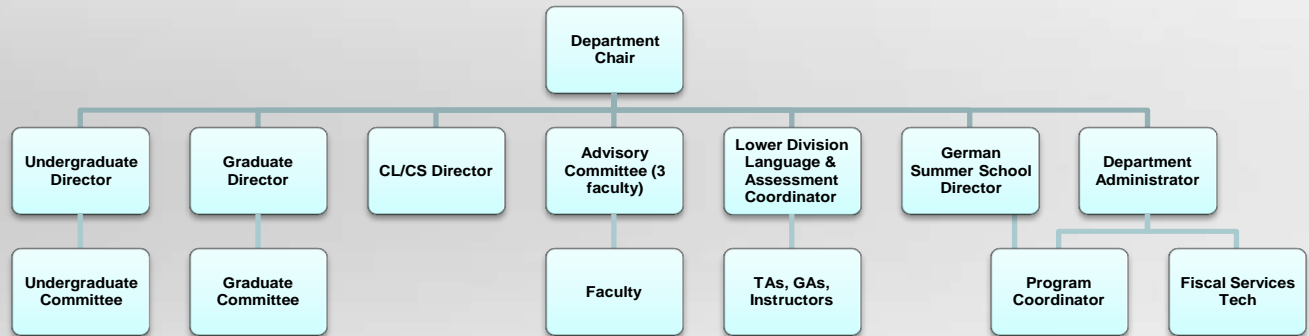 Department
Chair
Undergraduate
Director
Graduate
Director
CL/CS Director
Advisory
Committee (3
faculty)
Lower Division
Language &
Assessment
Coordinator
German
Summer School
Director
Department
Administrator
Undergraduate
Committee
Graduate
Committee
Faculty
TAs, GAs,
Instructors
Program
Coordinator
Fiscal Services
Tech